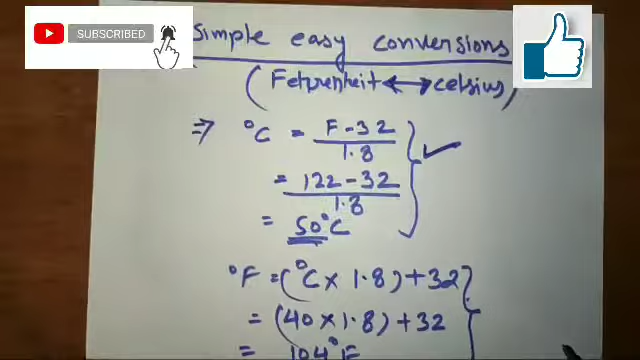 SUBSCRIBED
Simple easy conversions
(Fehrenheit ↔ celsius)
⇒ °C = F - 32
1.8
= 122 - 32
1.8
= 50°C
°F = (°C × 1.8) + 32
= (40 × 1.8) + 32
= 104°F